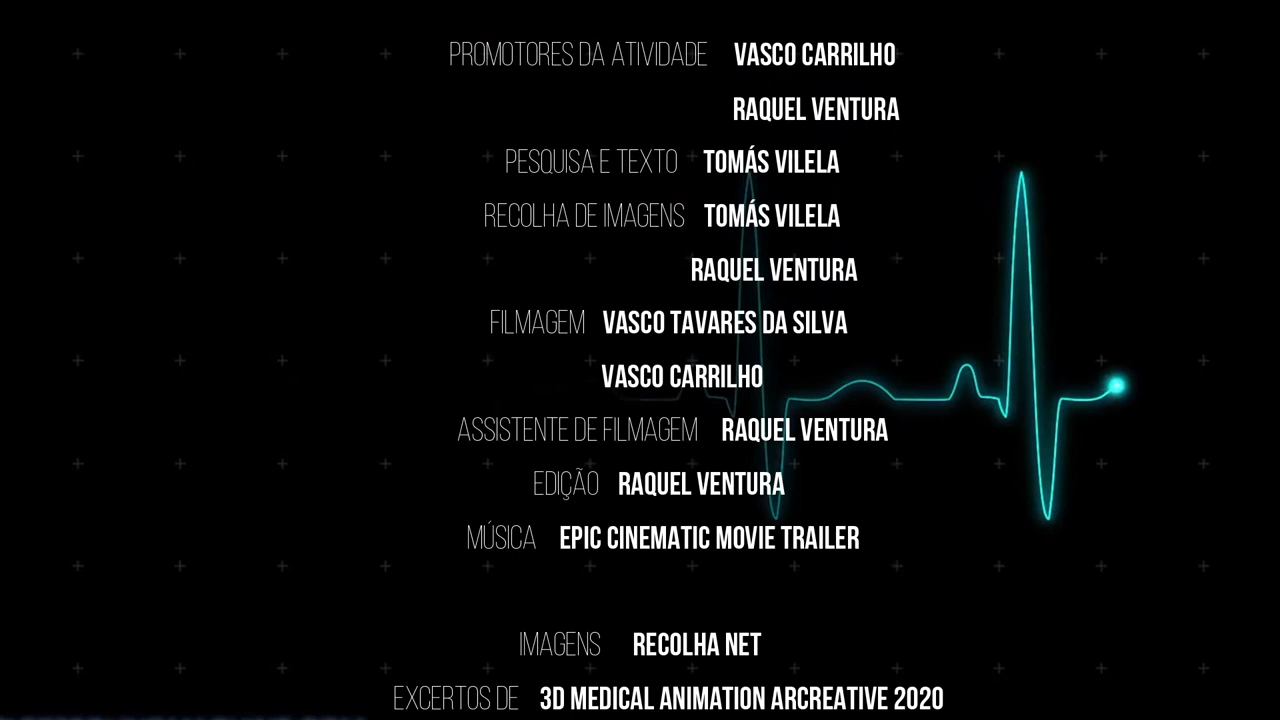 PROMOTORES DA ATIVIDADE VASCO CARRILHO
RAQUEL VENTURA
PESQUISA E TEXTO TOMÁS VILELA
RECOLHA DE IMAGENS TOMÁS VILELA
RAQUEL VENTURA
FILMAGEM VASCO TAVARES DA SILVA
VASCO CARRILHO
ASSISTENTE DE FILMAGEM RAQUEL VENTURA
EDIÇÃO RAQUEL VENTURA
MÚSICA EPIC CINEMATIC MOVIE TRAILER
IMAGENS RECOLHA NET
EXCERTOS DE 3D MEDICAL ANIMATION ARCREATIVE 2020